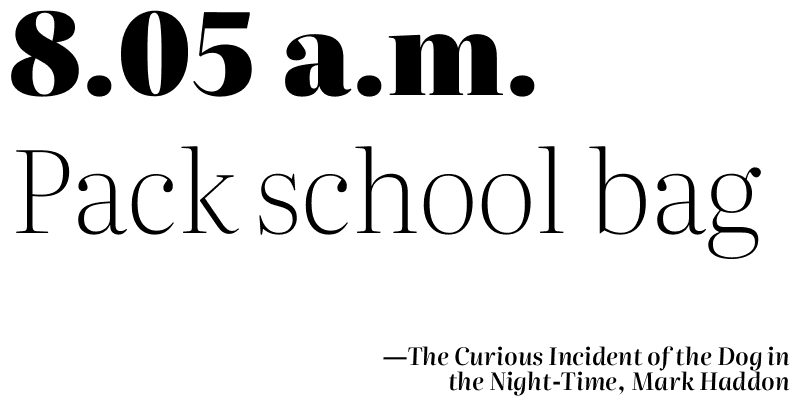 8.05 a.m.
Pack school bag
—The Curious Incident of the Dog in
the Night-Time, Mark Haddon